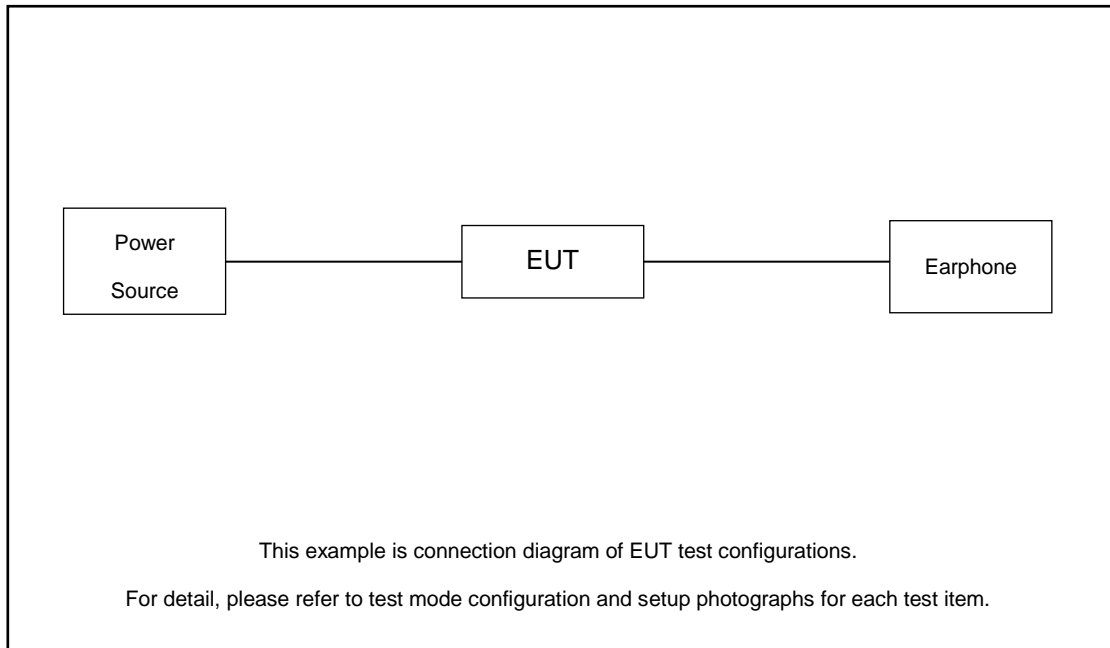 Power
Source
EUT
Earphone
This example is connection diagram of EUT test configurations.
For detail, please refer to test mode configuration and setup photographs for each test item.